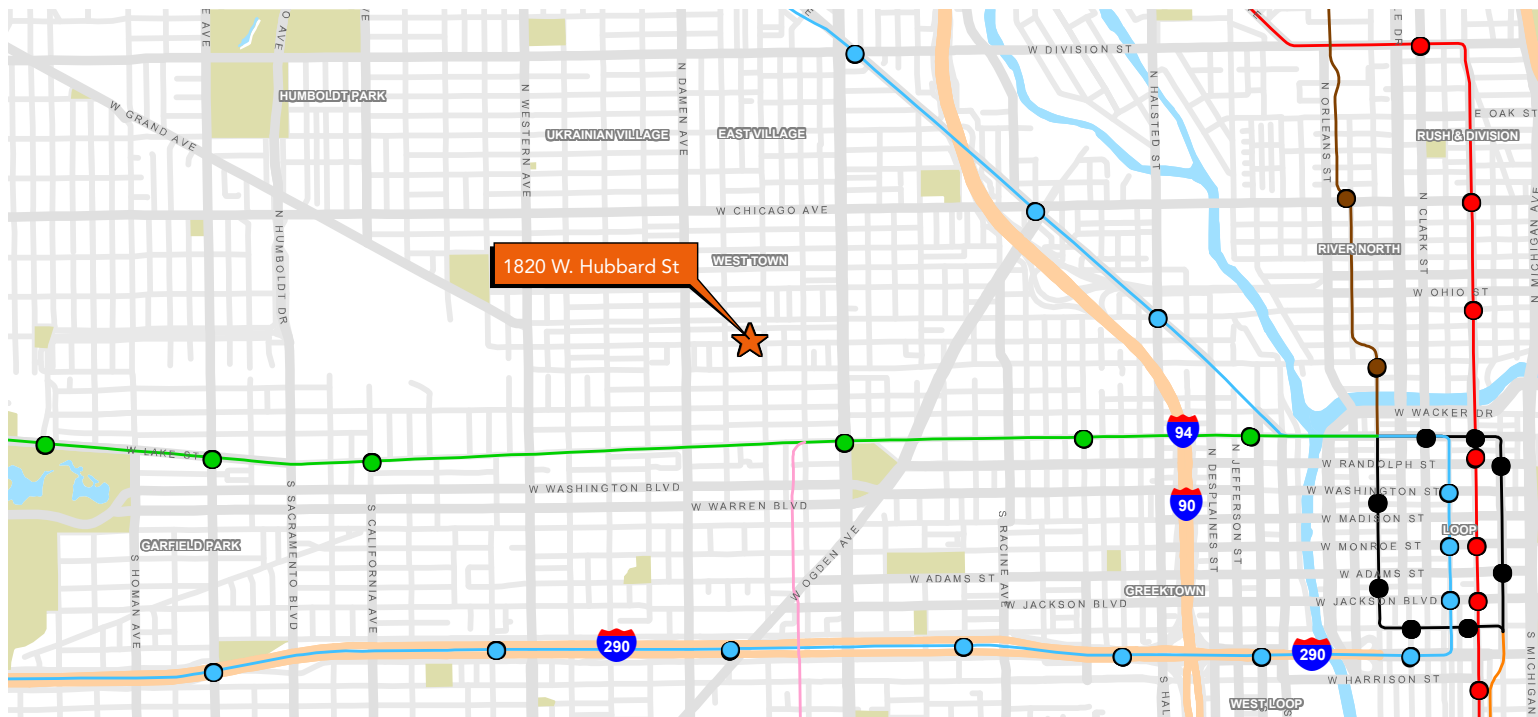 W DIVISION ST
HUMBOLDT PARK
W GRAND AVE
N WESTERN AVE
N DAMEN AVE
UKRAINIAN VILLAGE
EAST VILLAGE
N HALSTED ST
N ORLEANS ST
E OAK ST
RUSH & DIVISION
W CHICAGO AVE
N HUMBOLDT DR
N CLARK ST
RIVER NORTH
WEST TOWN
1820 W. Hubbard St
W OHIO ST
W WACKER DR
94
W LAKE ST
W RANDOLPH ST
W WASHINGTON BLVD
W WASHINGTON ST
W WARREN BLVD
90
N DESPLAINES ST
N JEFFERSON ST
W MADISON ST
LOOP
GARFIELD PARK
W MONROE ST
S HOMAN AVE
S SACRAMENTO BLVD
S CALIFORNIA AVE
W OGDEN AVE
S RACINE AVE
W ADAMS ST
W ADAMS ST
GREEKTOWN
W JACKSON BLVD
W JACKSON BLVD
290
290
W HARRISON ST
WEST LOOP
S HAL
S MICHIGAN